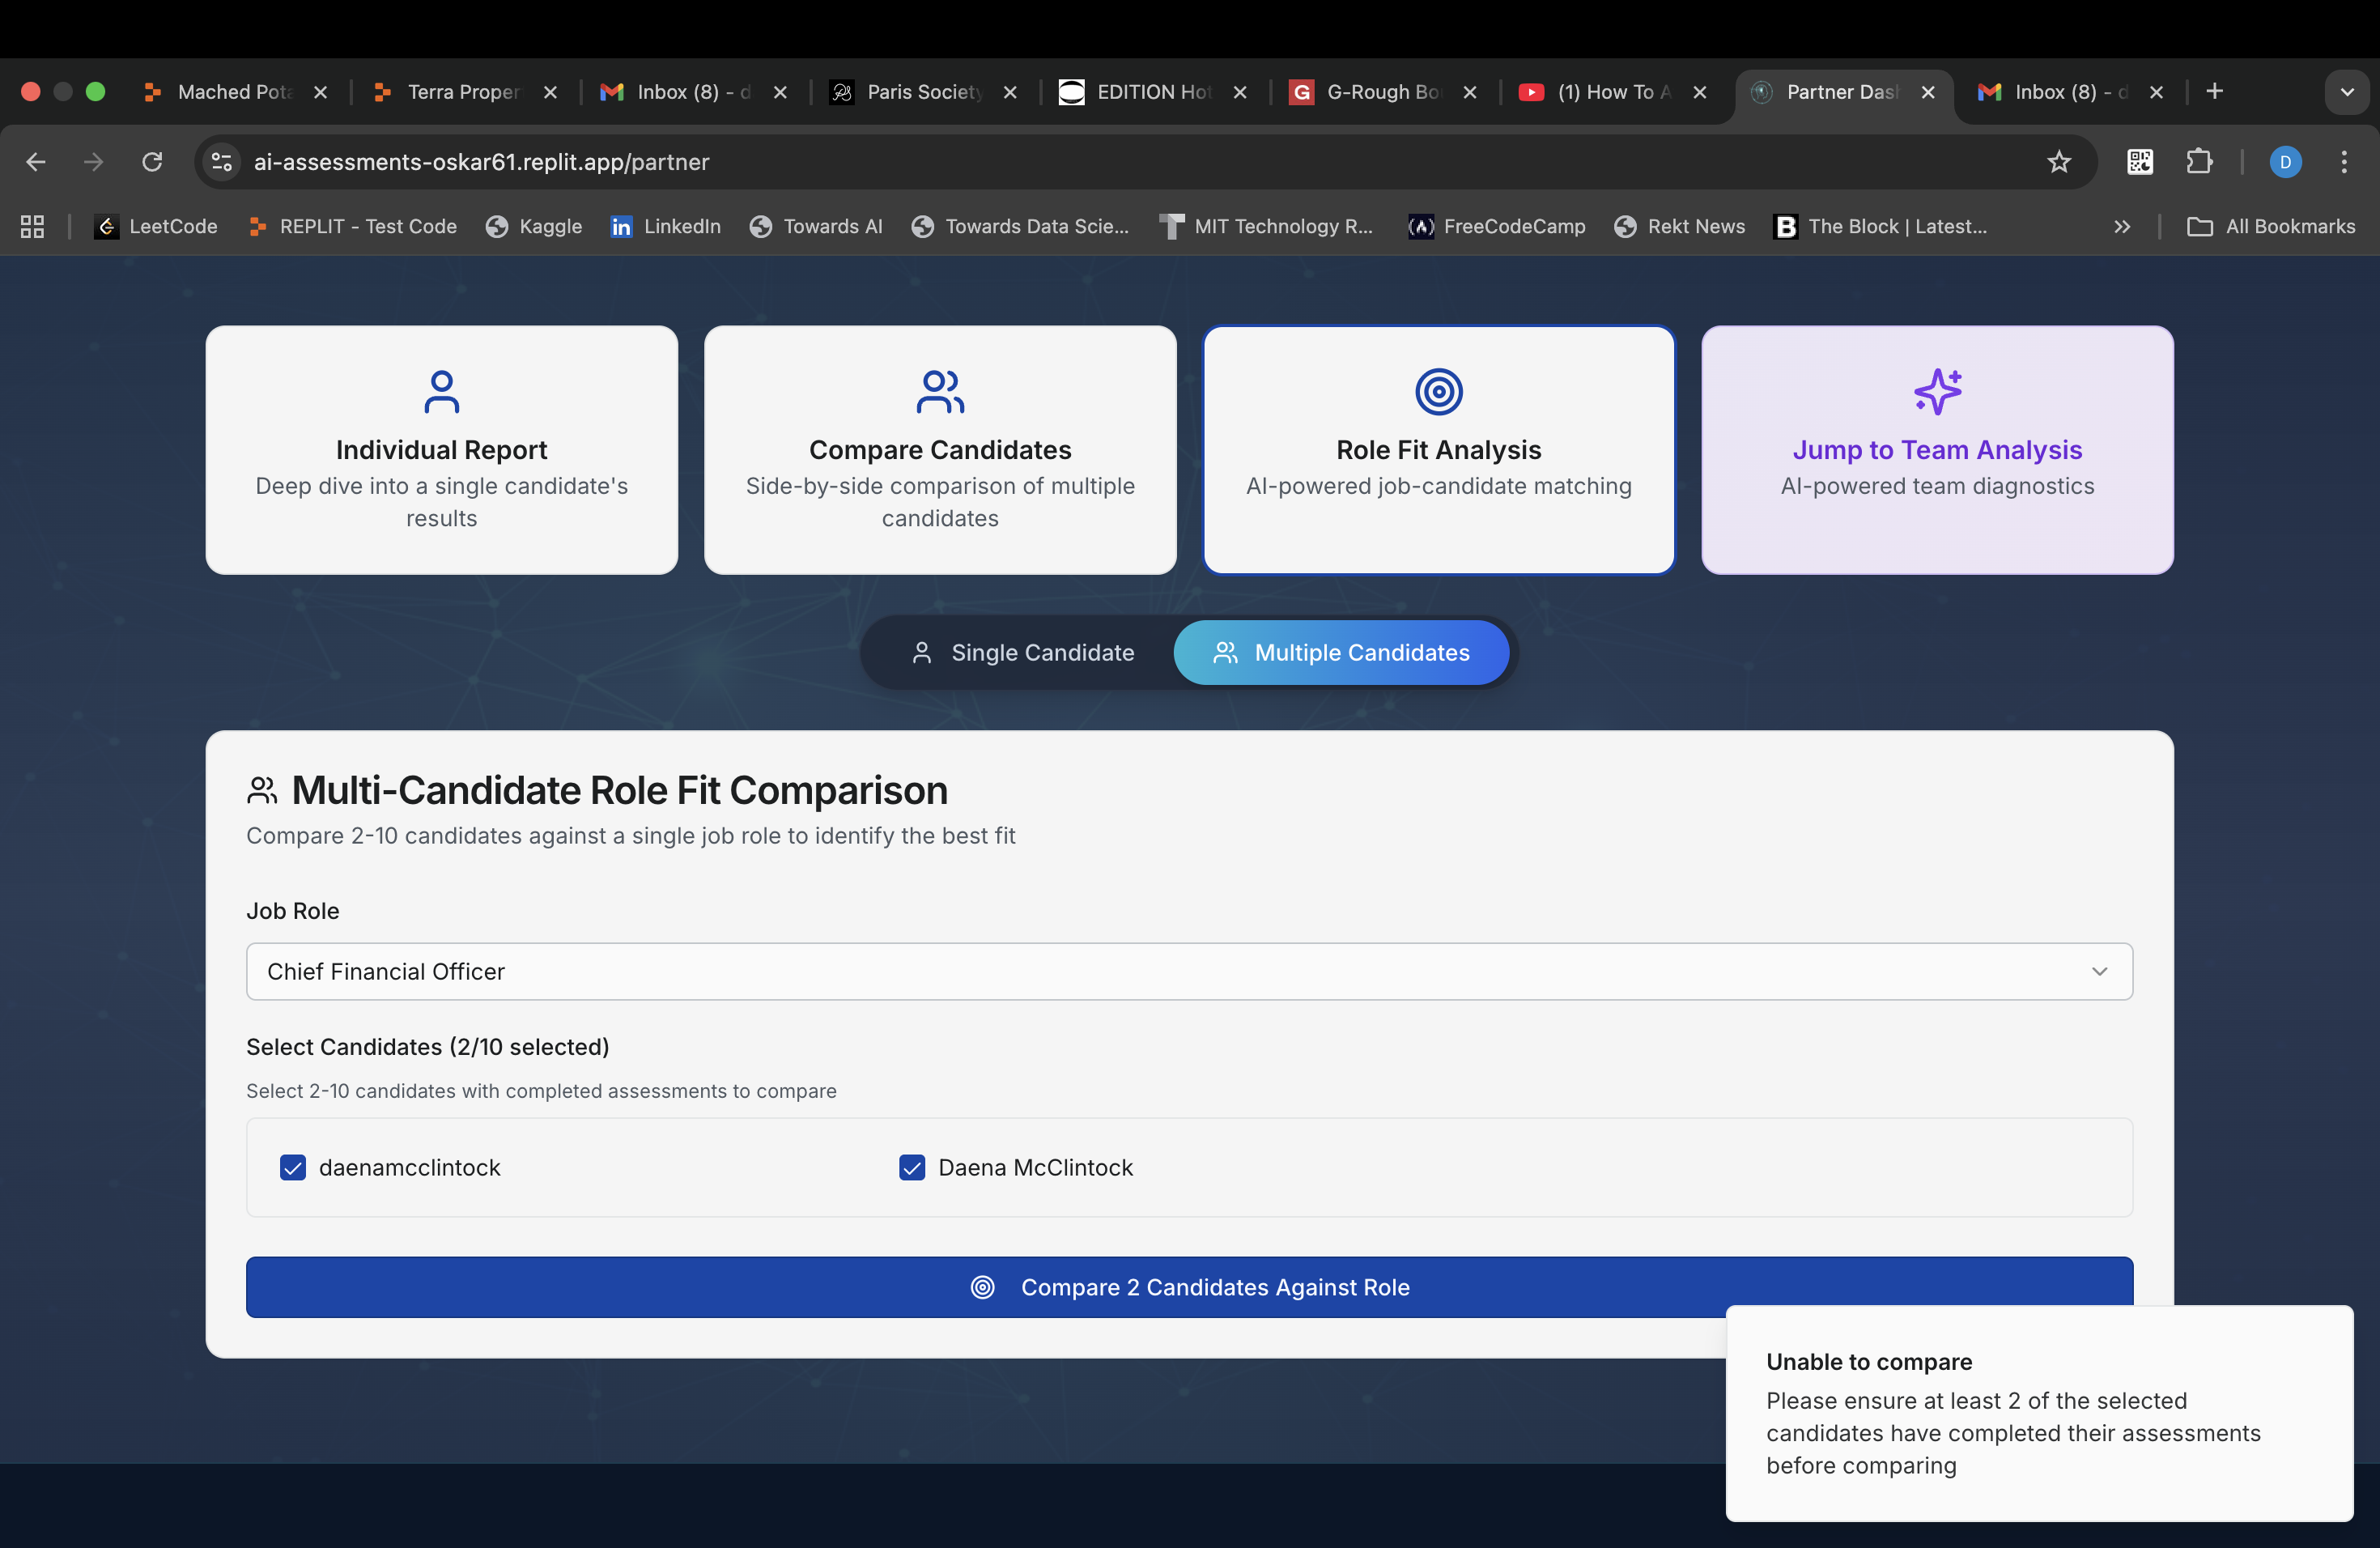 Mached Pota
Terra Proper
Inbox (8) - d
Paris Society
EDITION Hot
G-Rough Bou
(1) How To A
Partner Dash
Inbox (8) - d
ai-assessments-oskar61.replit.app/partner
D
LeetCode
REPLIT - Test Code
Kaggle
LinkedIn
Towards AI
Towards Data Scie...
MIT Technology R...
FreeCodeCamp
Rekt News
The Block | Latest...
All Bookmarks
Individual Report
Deep dive into a single candidate's
results
Compare Candidates
Side-by-side comparison of multiple
candidates
Role Fit Analysis
AI-powered job-candidate matching
Jump to Team Analysis
AI-powered team diagnostics
Single Candidate
Multiple Candidates
Multi-Candidate Role Fit Comparison
Compare 2-10 candidates against a single job role to identify the best fit
Job Role
Chief Financial Officer
Select Candidates (2/10 selected)
Select 2-10 candidates with completed assessments to compare
daenamcclintock
Daena McClintock
Compare 2 Candidates Against Role
Unable to compare
Please ensure at least 2 of the selected
candidates have completed their assessments
before comparing